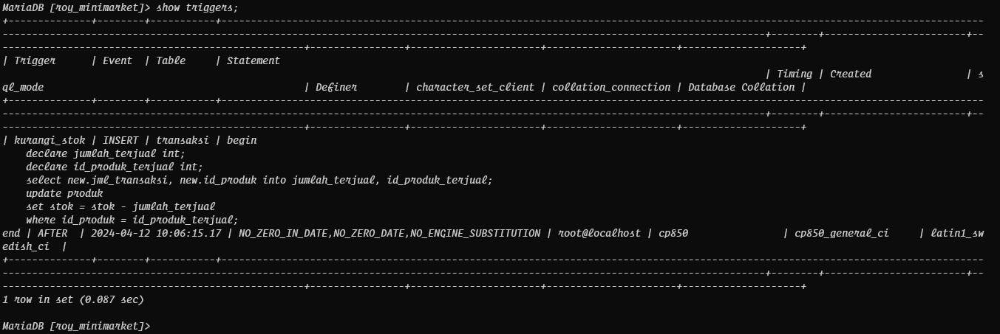 MariaDB [roy_minimarket]> show triggers;
+--------------+--------+-----------+---------------------------------------------------------------------------------------------------------------------------------
---------------------------------------------------------------------------------------------------------------------------------+--------+------------------------+--
---------------------------------------------------+----------------+----------------------+----------------------+--------------------+
| Trigger      | Event  | Table     | Statement
| Timing | Created                | s
ql_mode                                            | Definer        | character_set_client | collation_connection | Database Collation |
+--------------+--------+-----------+---------------------------------------------------------------------------------------------------------------------------------
---------------------------------------------------------------------------------------------------------------------------------+--------+------------------------+--
---------------------------------------------------+----------------+----------------------+----------------------+--------------------+
| kurangi_stok | INSERT | transaksi | begin
    declare jumlah_terjual int;
    declare id_produk_terjual int;
    select new.jml_transaksi, new.id_produk into jumlah_terjual, id_produk_terjual;
    update produk
    set stok = stok - jumlah_terjual
    where id_produk = id_produk_terjual;
end | AFTER  | 2024-04-12 10:06:15.17 | NO_ZERO_IN_DATE,NO_ZERO_DATE,NO_ENGINE_SUBSTITUTION | root@localhost | cp850                | cp850_general_ci     | latin1_sw
edish_ci  |
+--------------+--------+-----------+---------------------------------------------------------------------------------------------------------------------------------
---------------------------------------------------------------------------------------------------------------------------------+--------+------------------------+--
---------------------------------------------------+----------------+----------------------+----------------------+--------------------+
1 row in set (0.087 sec)
MariaDB [roy_minimarket]>